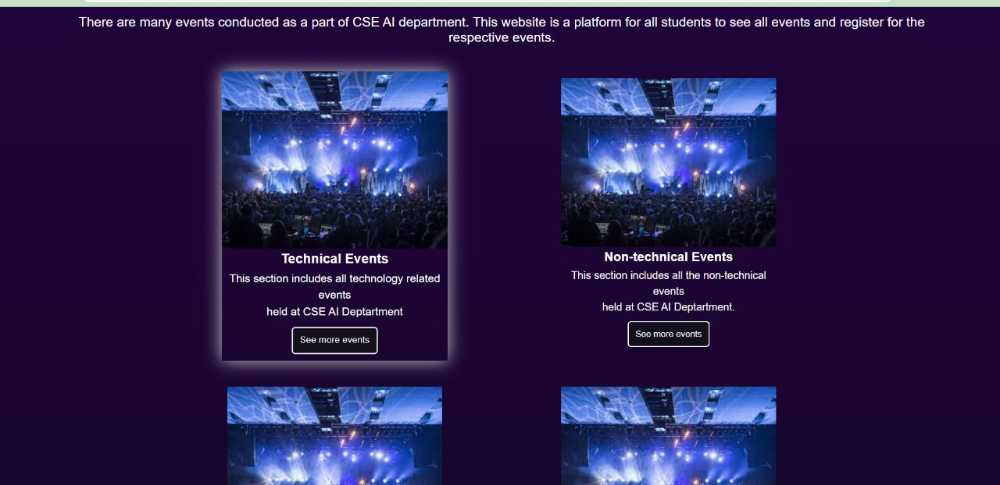 There are many events conducted as a part of CSE AI department. This website is a platform for all students to see all events and register for the
respective events.
Technical Events
This section includes all technology related
events
held at CSE AI Deptartment
See more events
Non-technical Events
This section includes all the non-technical
events
held at CSE AI Deptartment.
See more events